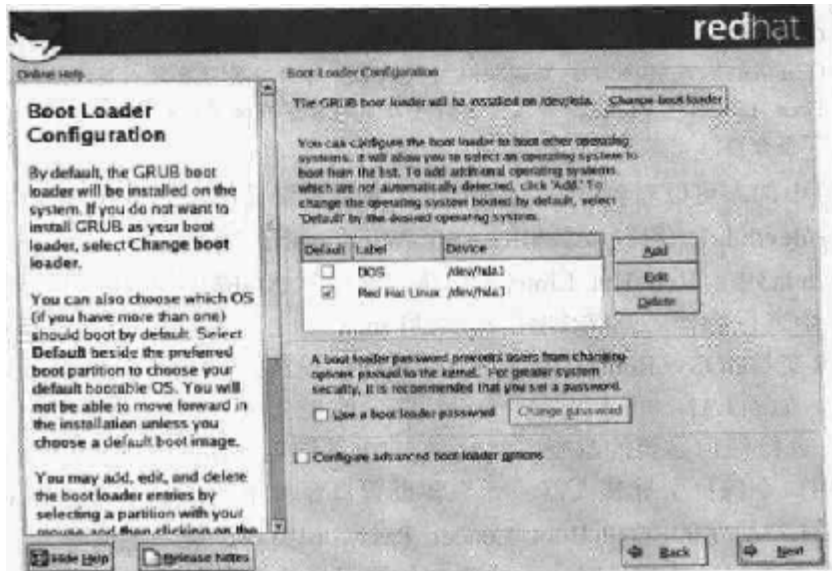 redhat
Online Help
Boot Loader
Configuration
By default, the GRUB boot
loader will be installed on the
system. If you do not want to
install GRUB as your boot
loader, select Change boot
loader.
You can also choose which OS
(if you have more than one)
should boot by default. Select
Default beside the preferred
boot partition to choose your
default bootable OS. You will
not be able to move forward in
the installation unless you
choose a default boot image.
You may add, edit, and delete
the boot loader entries by
selecting a partition with your
mouse and then clicking on the
Hide Help
Release Notes
Boot Loader Configuration
The GRUB boot loader will be installed on /dev/hda.
Change boot loader
You can configure the boot loader to boot other operating
systems. It will allow you to select an operating system to
boot from the list. To add additional operating systems,
which are not automatically detected, click 'Add.' To
change the operating system booted by default, select
'Default' by the desired operating system.
Default Label Device
DOS /dev/hda1
Red Hat Linux /dev/hda3
Add
Edit
Delete
A boot loader password prevents users from changing
options passed to the kernel. For greater system
security, it is recommended that you set a password.
Use a boot loader password
Change password
Configure advanced boot loader options
Back
Next